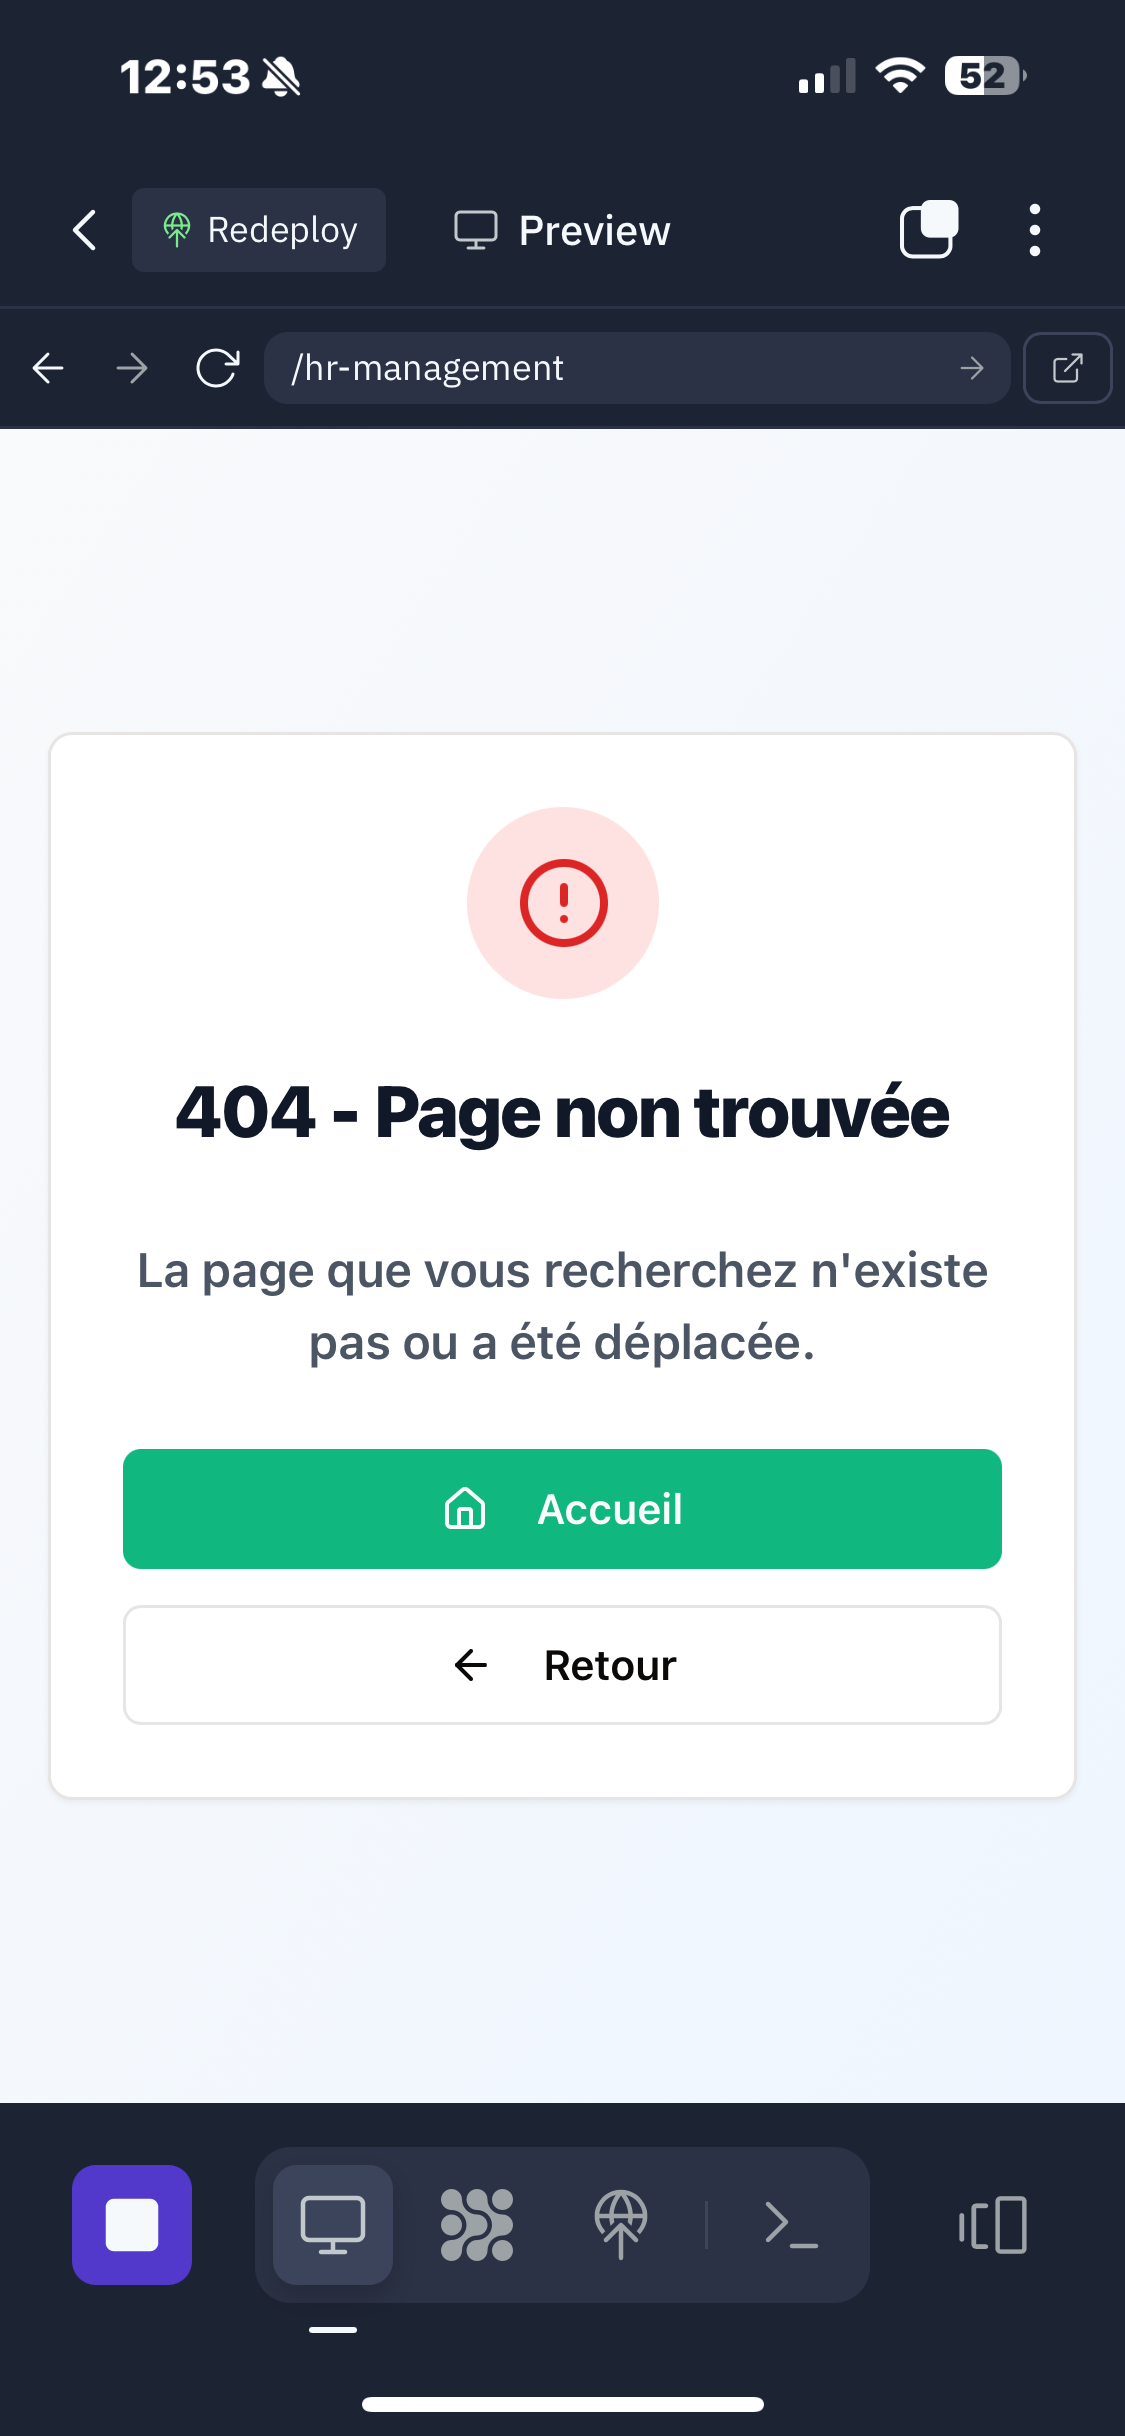 12:53
52
Redeploy
Preview
/hr-management
404 - Page non trouvée
La page que vous recherchez n'existe
pas ou a été déplacée.
Accueil
Retour